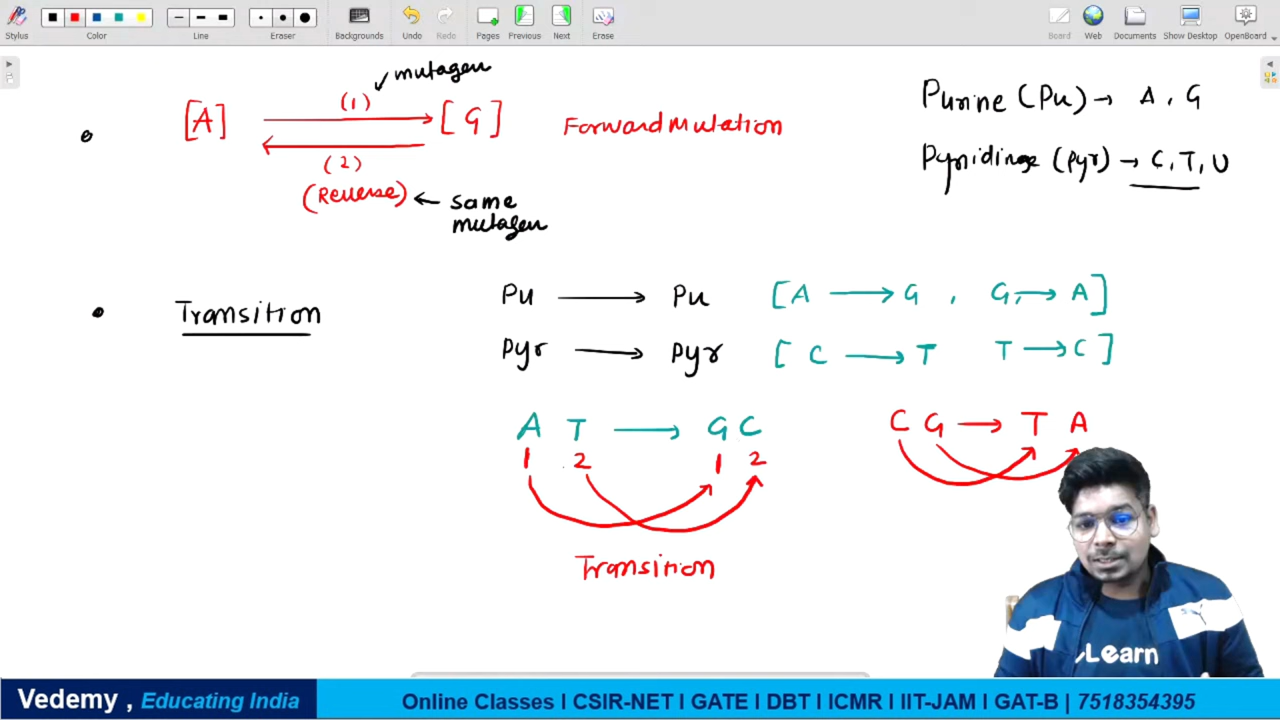 Stylus Color Line Eraser Backgrounds Undo Redo Pages Previous Next Erase Board Web Documents Show Desktop OpenBoard
mutagen
[A] (1) [G] Forward Mutation
(2)
(Reverse) ← same
mutagen
Purine (Pu) → A, G
Pyrmidines (Pyr) → C, T, U
Transition
Pu → Pu [A → G , G → A]
Pyr → Pyr [C → T T → C]
A T → G C
1 2 1 2
C G → T A
Transition
eLearn
Vedemy , Educating India
Online Classes I CSIR-NET I GATE I DBT I ICMR I IIT-JAM I GAT-B I 7518354395